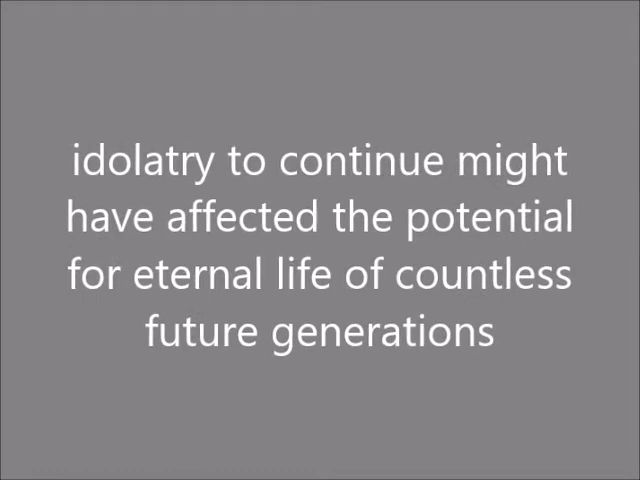 idolatry to continue might
have affected the potential
for eternal life of countless
future generations